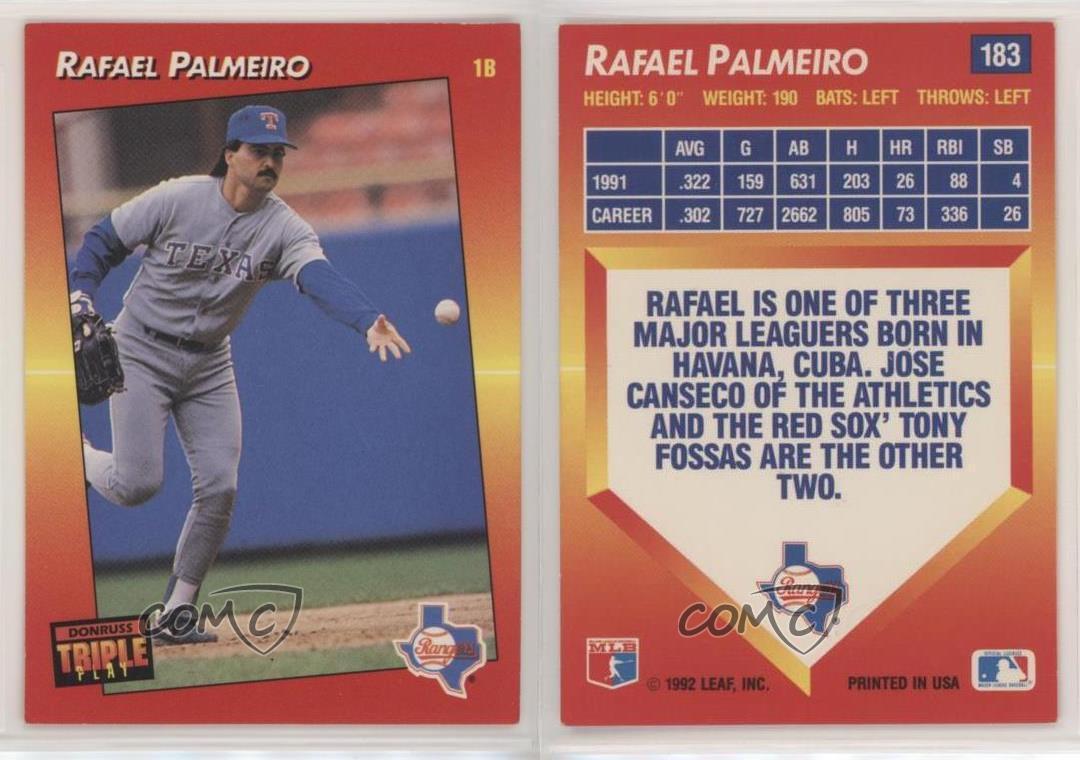 RAFAEL PALMEIRO
1B
T
TEXAS
DONRUSS
TRIPLE
PLAY
COMC
Rangers
RAFAEL PALMEIRO
183
HEIGHT: 6'0" WEIGHT: 190 BATS: LEFT THROWS: LEFT
AVG G AB H HR RBI SB
1991 .322 159 631 203 26 88 4
CAREER .302 727 2662 805 73 336 26
RAFAEL IS ONE OF THREE
MAJOR LEAGUERS BORN IN
HAVANA, CUBA. JOSE
CANSECO OF THE ATHLETICS
AND THE RED SOX' TONY
FOSSAS ARE THE OTHER
TWO.
Rangers
COMC
MLB
© 1992 LEAF, INC.
PRINTED IN USA